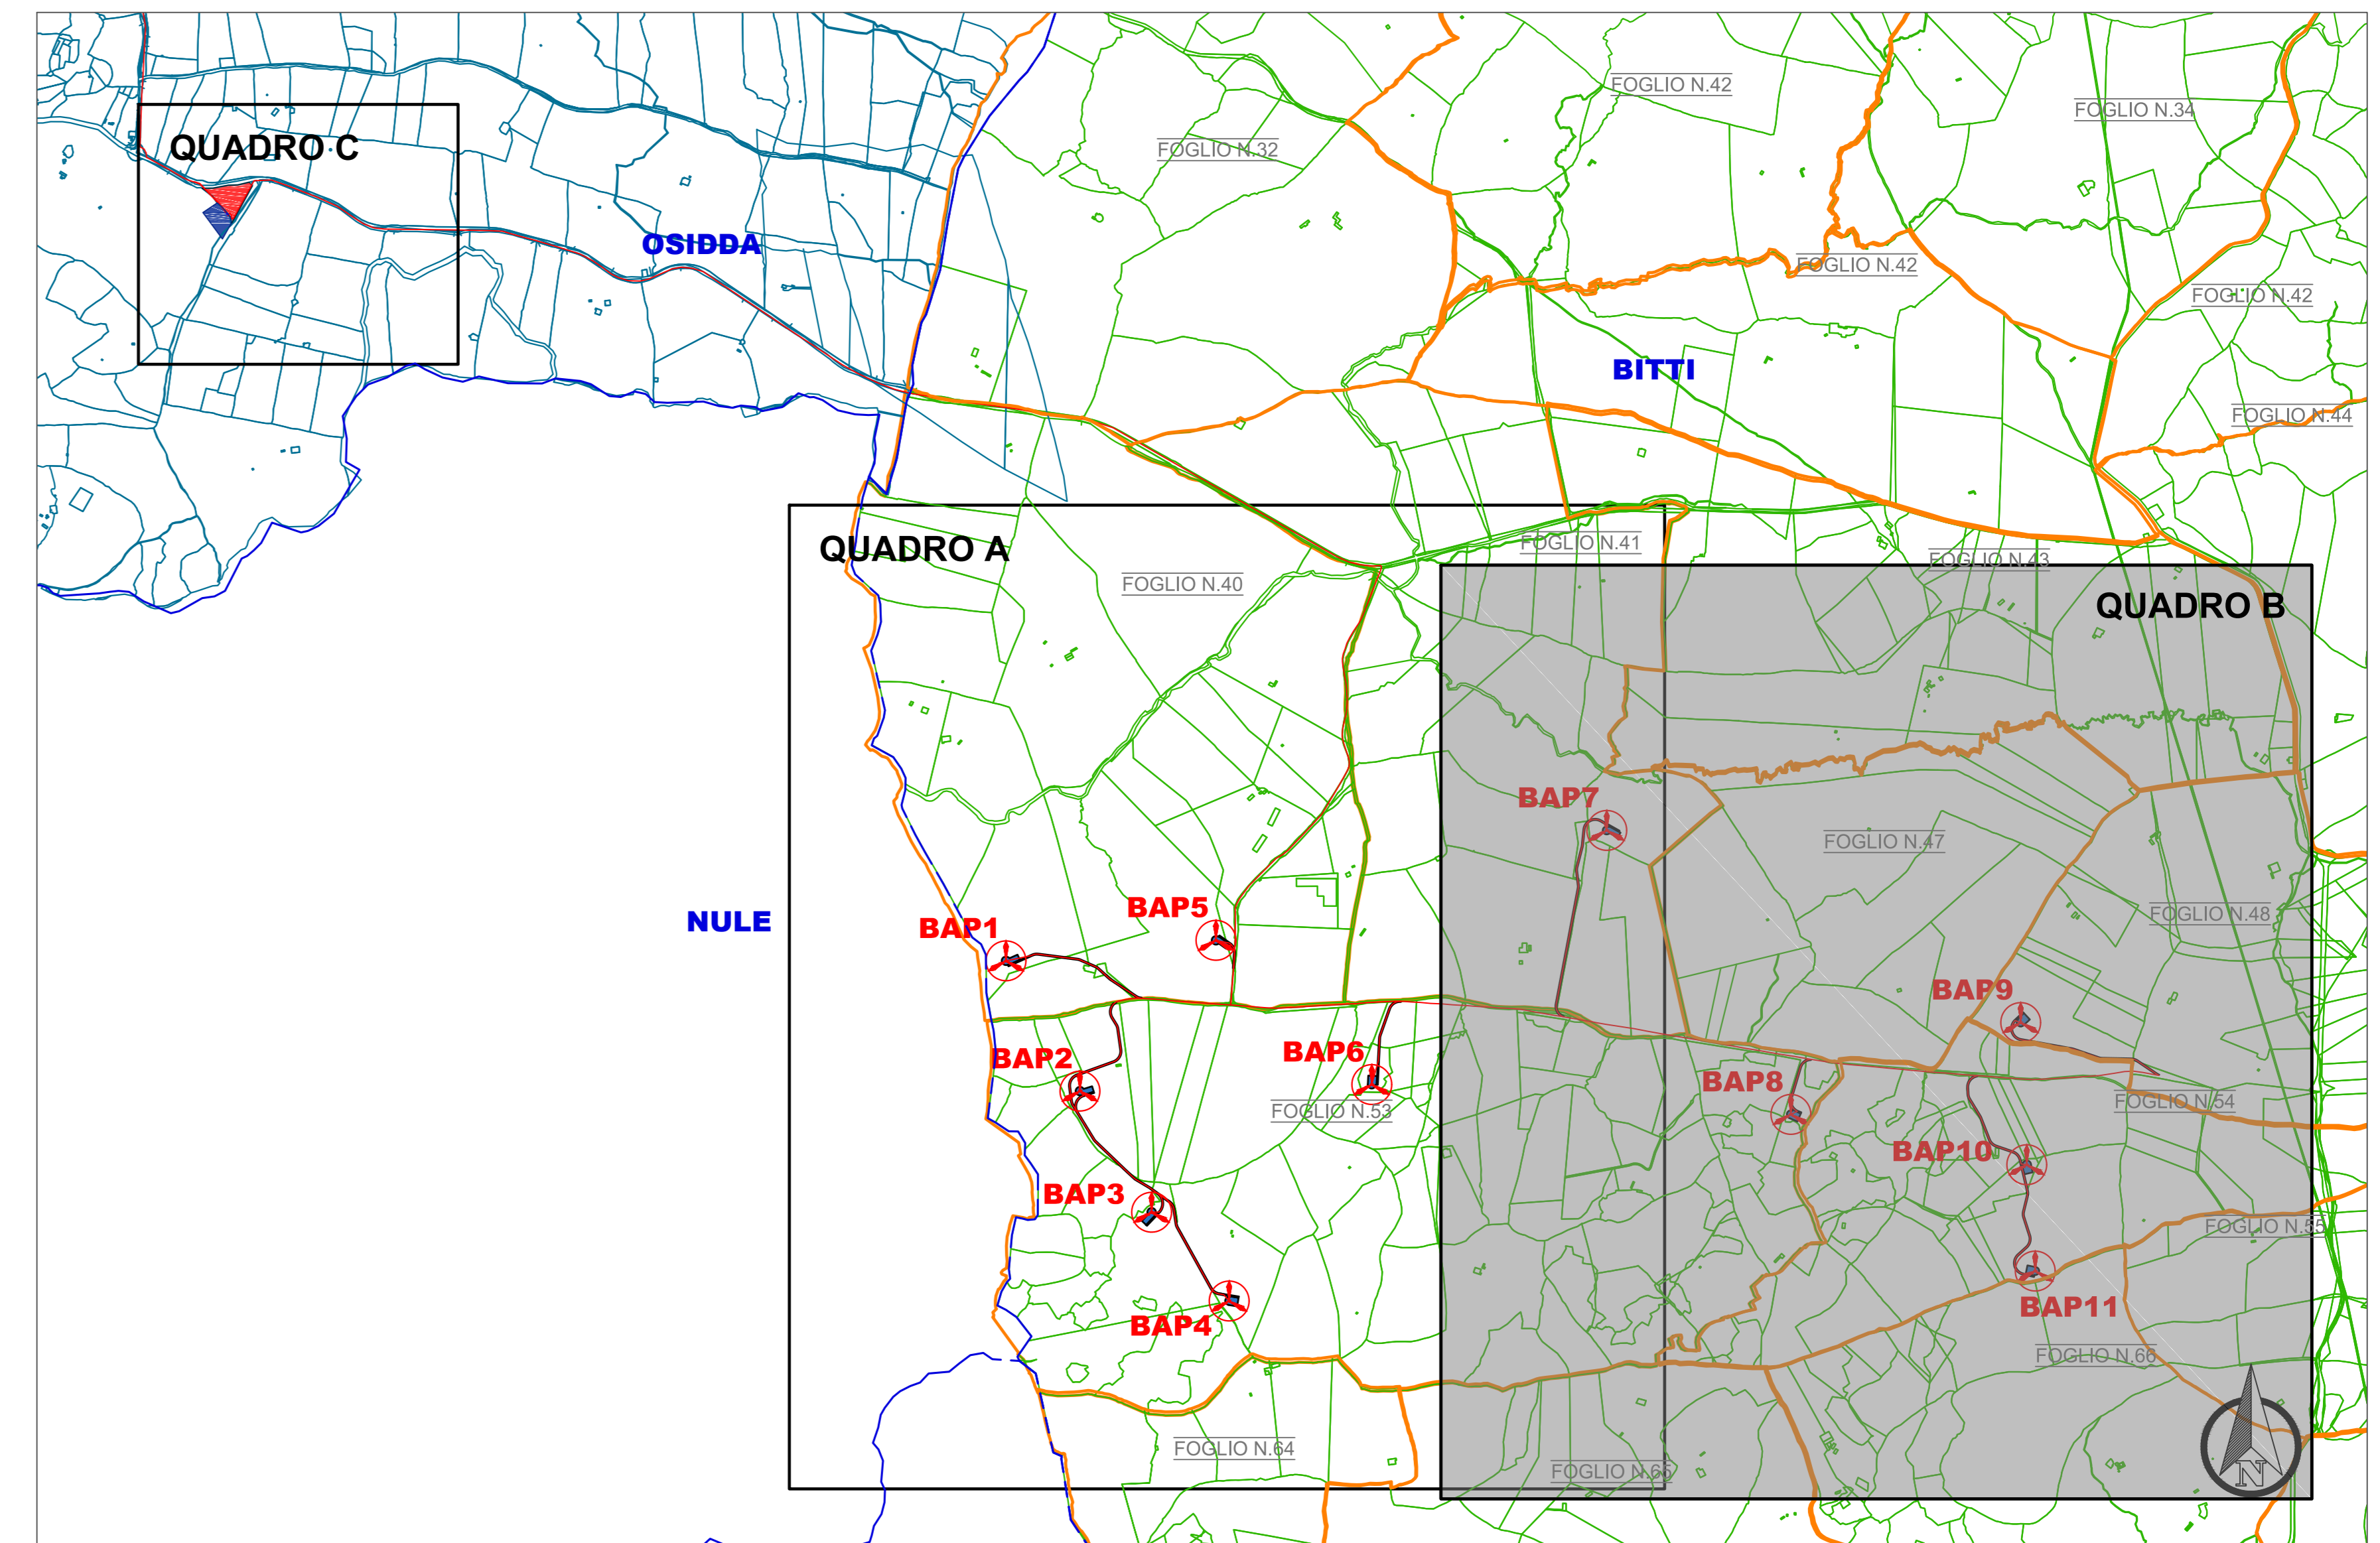 FOGLIO N.42
FOGLIO N.34
QUADRO C
FOGLIO N.32
OSIDDA
FOGLIO N.42
FOGLIO N.42
BITTI
FOGLIO N.44
QUADRO A
FOGLIO N.41
FOGLIO N.43
FOGLIO N.40
QUADRO B
BAP7
FOGLIO N.47
BAP5
NULE
BAP1
FOGLIO N.48
BAP9
BAP2
BAP6
BAP8
FOGLIO N.53
FOGLIO N.54
BAP10
BAP3
FOGLIO N.55
BAP11
BAP4
FOGLIO N.66
FOGLIO N.64
FOGLIO N.65
N